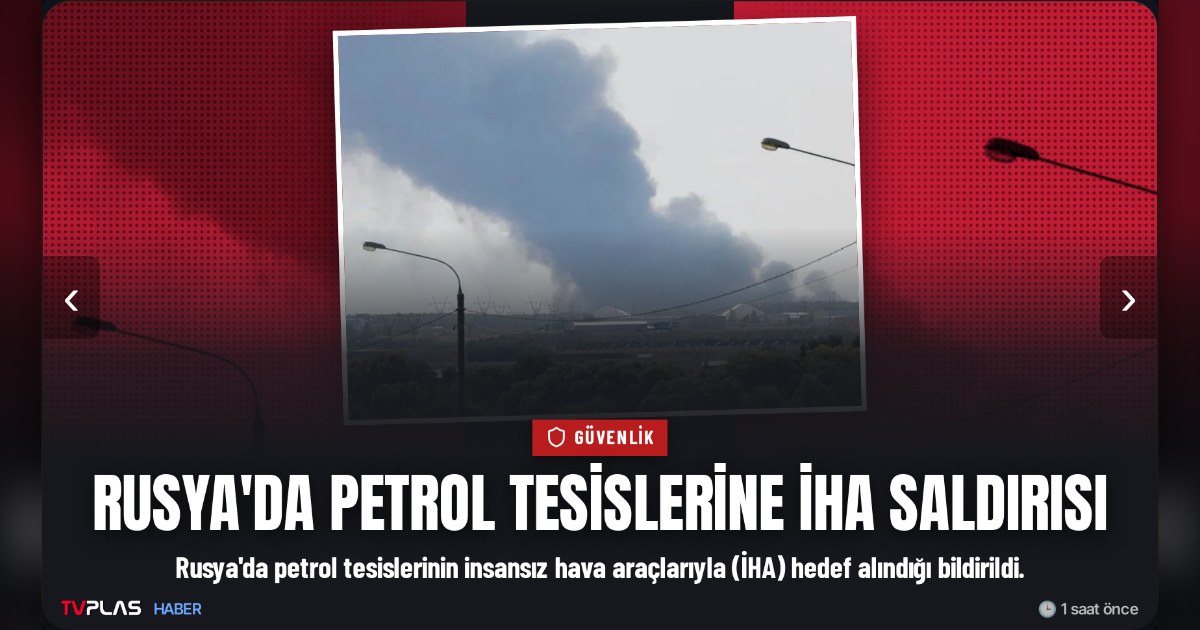 GÜVENLİK
RUSYA'DA PETROL TESİSLERİNE İHA SALDIRISI
Rusya'da petrol tesislerinin insansız hava araçlarıyla (İHA) hedef alındığı bildirildi.
TVPLAS HABER
1 saat önce